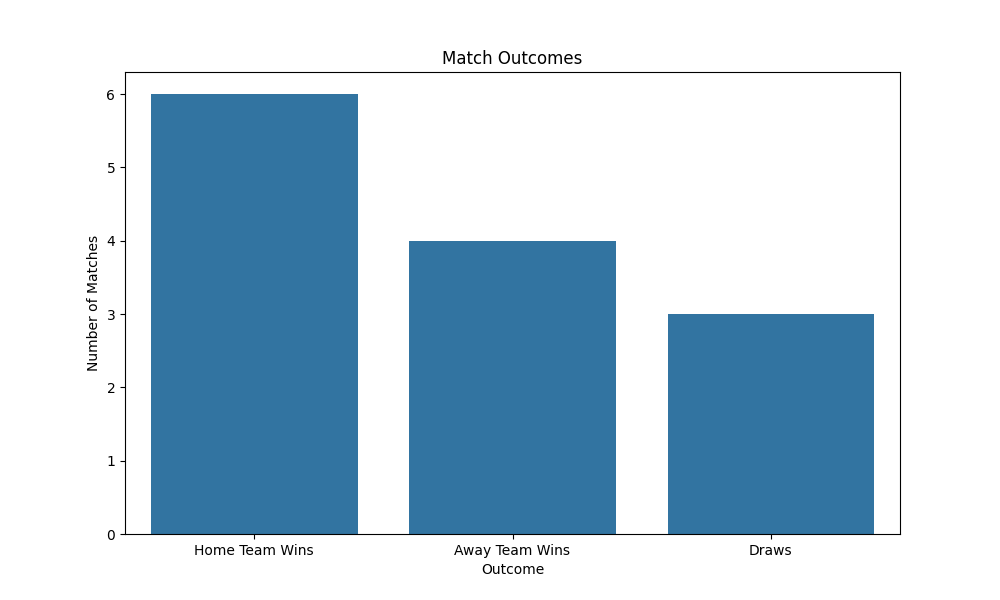 Match Outcomes
6
5
4
3
2
1
0
Number of Matches
Home Team Wins
Away Team Wins
Draws
Outcome